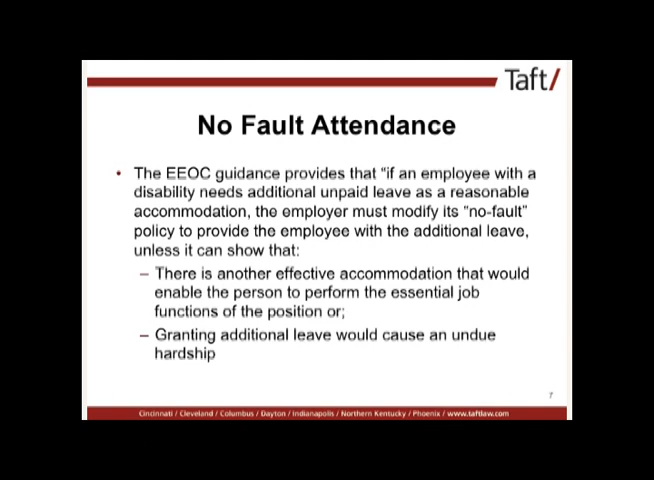 Taft/
No Fault Attendance
• The EEOC guidance provides that "if an employee with a
disability needs additional unpaid leave as a reasonable
accommodation, the employer must modify its "no-fault"
policy to provide the employee with the additional leave,
unless it can show that:
– There is another effective accommodation that would
enable the person to perform the essential job
functions of the position or;
– Granting additional leave would cause an undue
hardship
7
Cincinnati / Cleveland / Columbus / Dayton / Indianapolis / Northern Kentucky / Phoenix / www.taftlaw.com